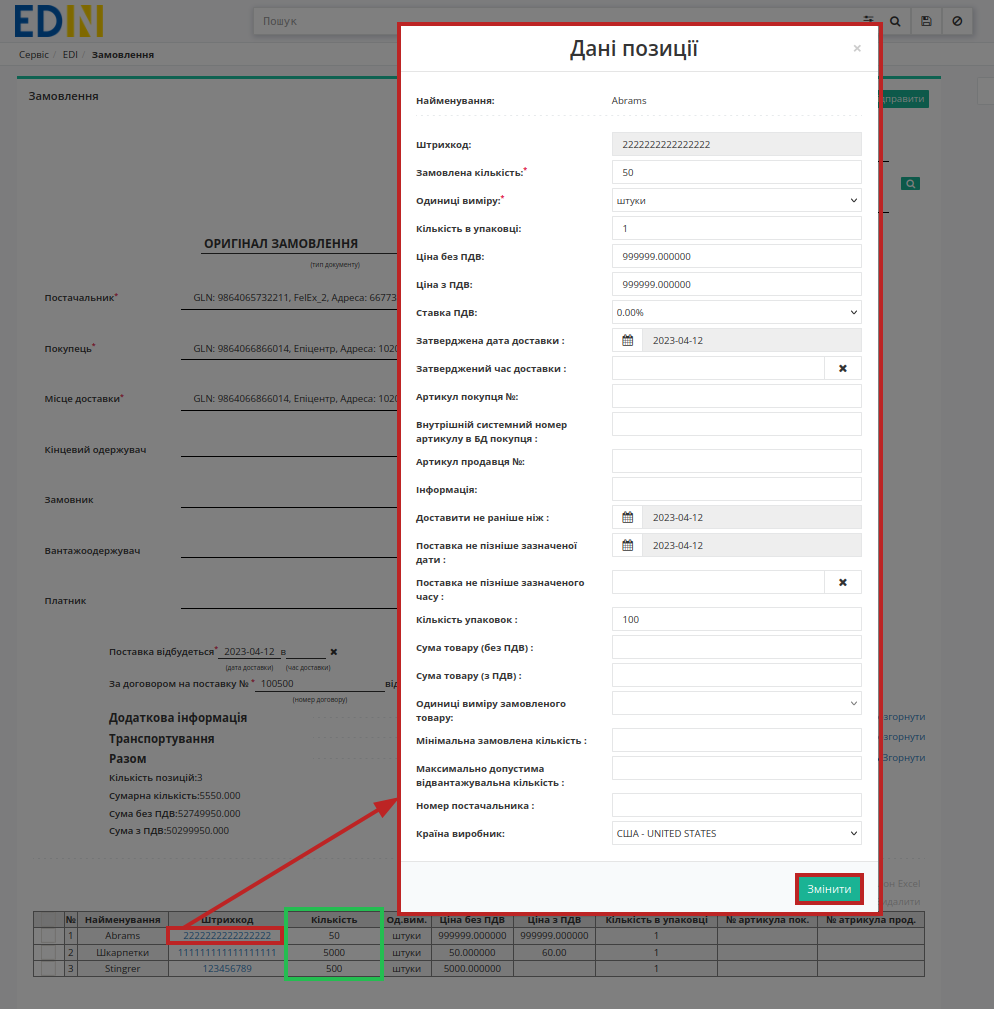 EDIN
Пошук
Сервіс / EDI / Замовлення
Замовлення
правити
ОРИГІНАЛ ЗАМОВЛЕННЯ
(тип документу)
Постачальник*
GLN: 9864065732211, FelEx_2, Адреса: 66773
Покупець*
GLN: 9864066866014, Епіцентр, Адреса: 1020
Місце доставки*
GLN: 9864066866014, Епіцентр, Адреса: 1020
Кінцевий одержувач
Замовник
Вантажоодержувач
Платник
Поставка відбудеться* 2023-04-12 в ✖
(дата доставки) (час доставки)
За договором на поставку № * 100500 від
(номер договору)
Додаткова інформація
згорнути
Транспортування
згорнути
Разом
Згорнути
Кількість позицій:3
Сумарна кількість:5550.000
Сума без ПДВ:52749950.000
Сума з ПДВ:50299950.000
он Excel
идалити
№ Найменування Штрихкод Кількість Од.вим. Ціна без ПДВ Ціна з ПДВ Кількість в упаковці № артикула пок. № атрикула прод.
1 Abrams 2222222222222222 50 штуки 999999.000000 999999.000000 1
2 Шкарпетки 111111111111111111 5000 штуки 50.000000 60.00 1
3 Stingrer 123456789 500 штуки 5000.000000 1
Дані позиції ×
Найменування: Abrams
Штрихкод: 2222222222222222
Замовлена кількість:* 50
Одиниці виміру:* штуки
Кількість в упаковці: 1
Ціна без ПДВ: 999999.000000
Ціна з ПДВ: 999999.000000
Ставка ПДВ: 0.00%
Затверджена дата доставки : 2023-04-12
Затверджений час доставки : ✖
Артикул покупця №:
Внутрішній системний номер
артикулу в БД покупця :
Артикул продавця №:
Інформація:
Доставити не раніше ніж : 2023-04-12
Поставка не пізніше зазначеної
дати :
2023-04-12
Поставка не пізніше зазначеного
часу :
✖
Кількість упаковок : 100
Сума товару (без ПДВ) :
Сума товару (з ПДВ) :
Одиниці виміру замовленого
товару:
Мінімальна замовлена кількість :
Максимально допустима
відвантажувальна кількість :
Номер постачальника :
Країна виробник: США - UNITED STATES
Змінити